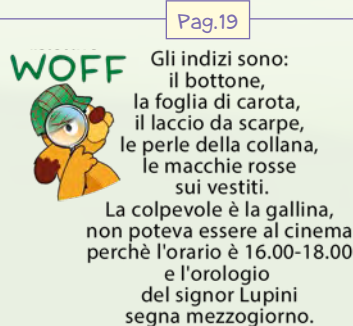 Pag.19
WOFF
Gli indizi sono:
il bottone,
la foglia di carota,
il laccio da scarpe,
le perle della collana,
le macchie rosse
sui vestiti.
La colpevole è la gallina,
non poteva essere al cinema
perchè l'orario è 16.00-18.00
e l'orologio
del signor Lupini
segna mezzogiorno.